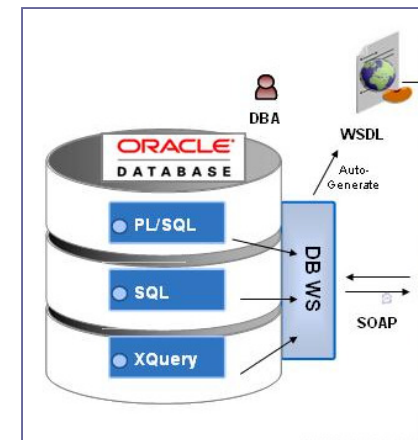 DBA
WSDL
ORACLE
DATABASE
Auto-
Generate
PL/SQL
DB WS
SQL
SOAP
XQuery